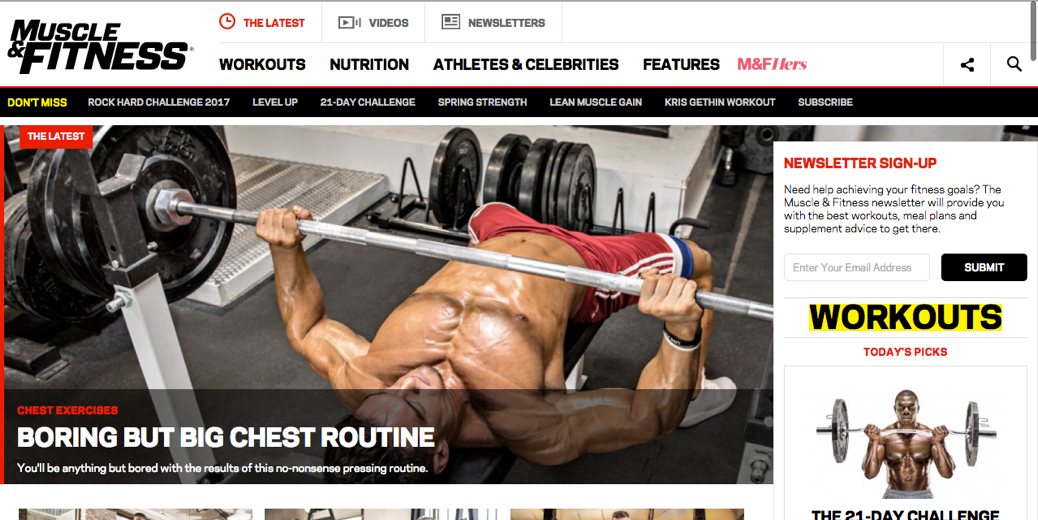 MUSCLE
& FITNESS®
THE LATEST
VIDEOS
NEWSLETTERS
WORKOUTS
NUTRITION
ATHLETES & CELEBRITIES
FEATURES
M&F Hers
DON'T MISS
ROCK HARD CHALLENGE 2017
LEVEL UP
21-DAY CHALLENGE
SPRING STRENGTH
LEAN MUSCLE GAIN
KRIS GETHIN WORKOUT
SUBSCRIBE
THE LATEST
CHEST EXERCISES
BORING BUT BIG CHEST ROUTINE
You'll be anything but bored with the results of this no-nonsense pressing routine.
NEWSLETTER SIGN-UP
Need help achieving your fitness goals? The
Muscle & Fitness newsletter will provide you
with the best workouts, meal plans and
supplement advice to get there.
Enter Your Email Address
SUBMIT
WORKOUTS
TODAY'S PICKS
THE 21-DAY CHALLENGE